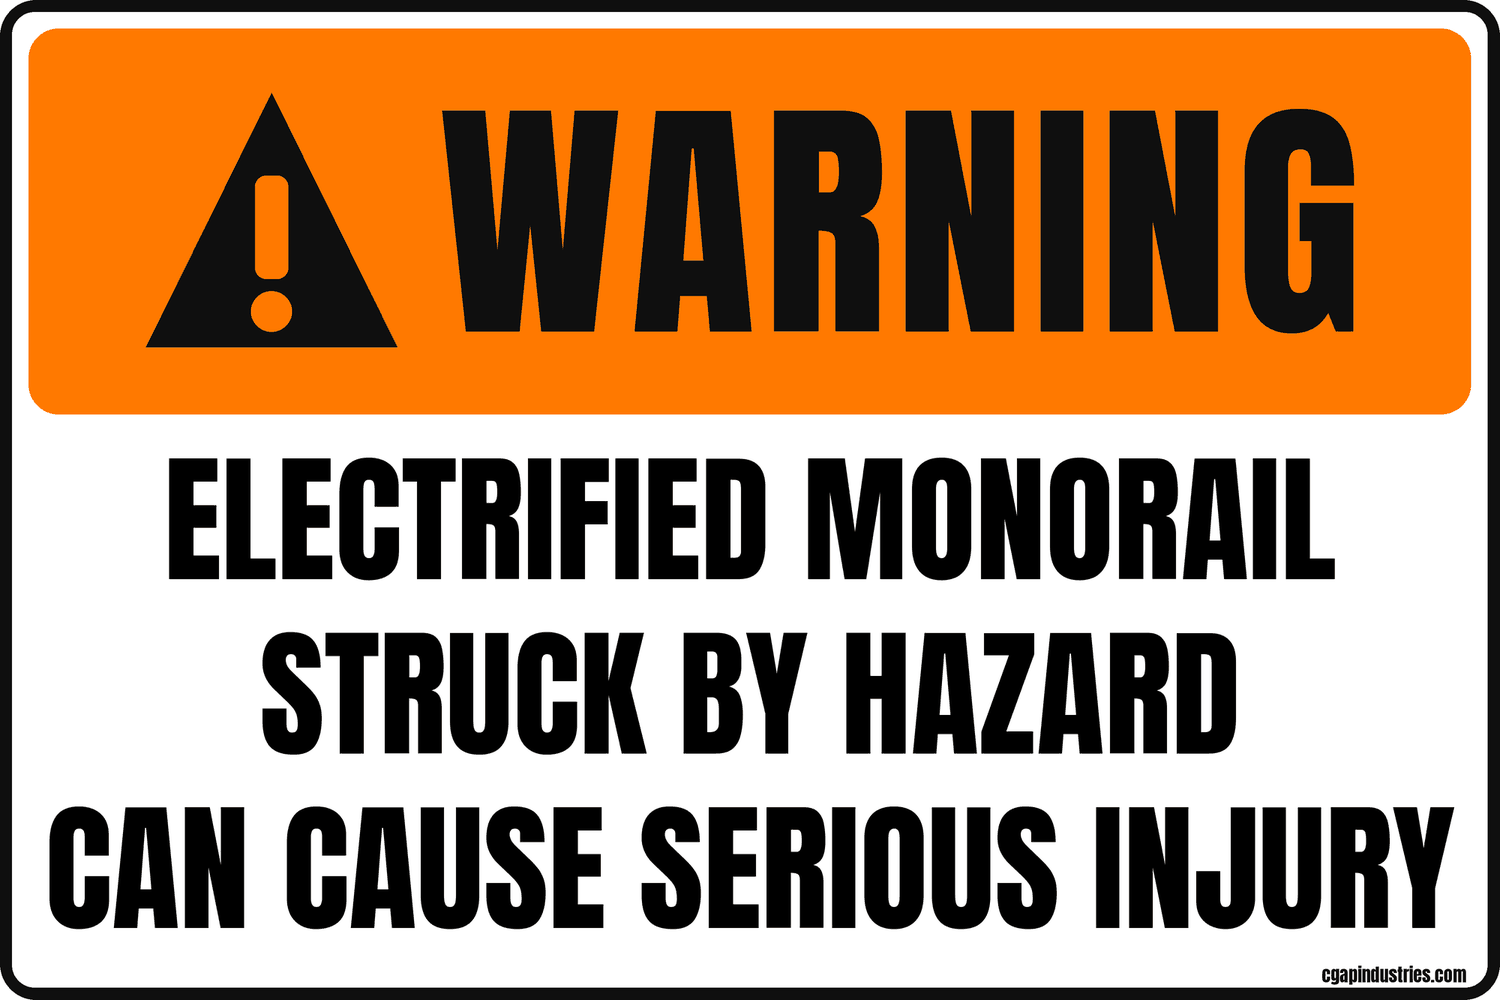 WARNING
ELECTRIFIED MONORAIL
STRUCK BY HAZARD
CAN CAUSE SERIOUS INJURY
cgapindustries.com